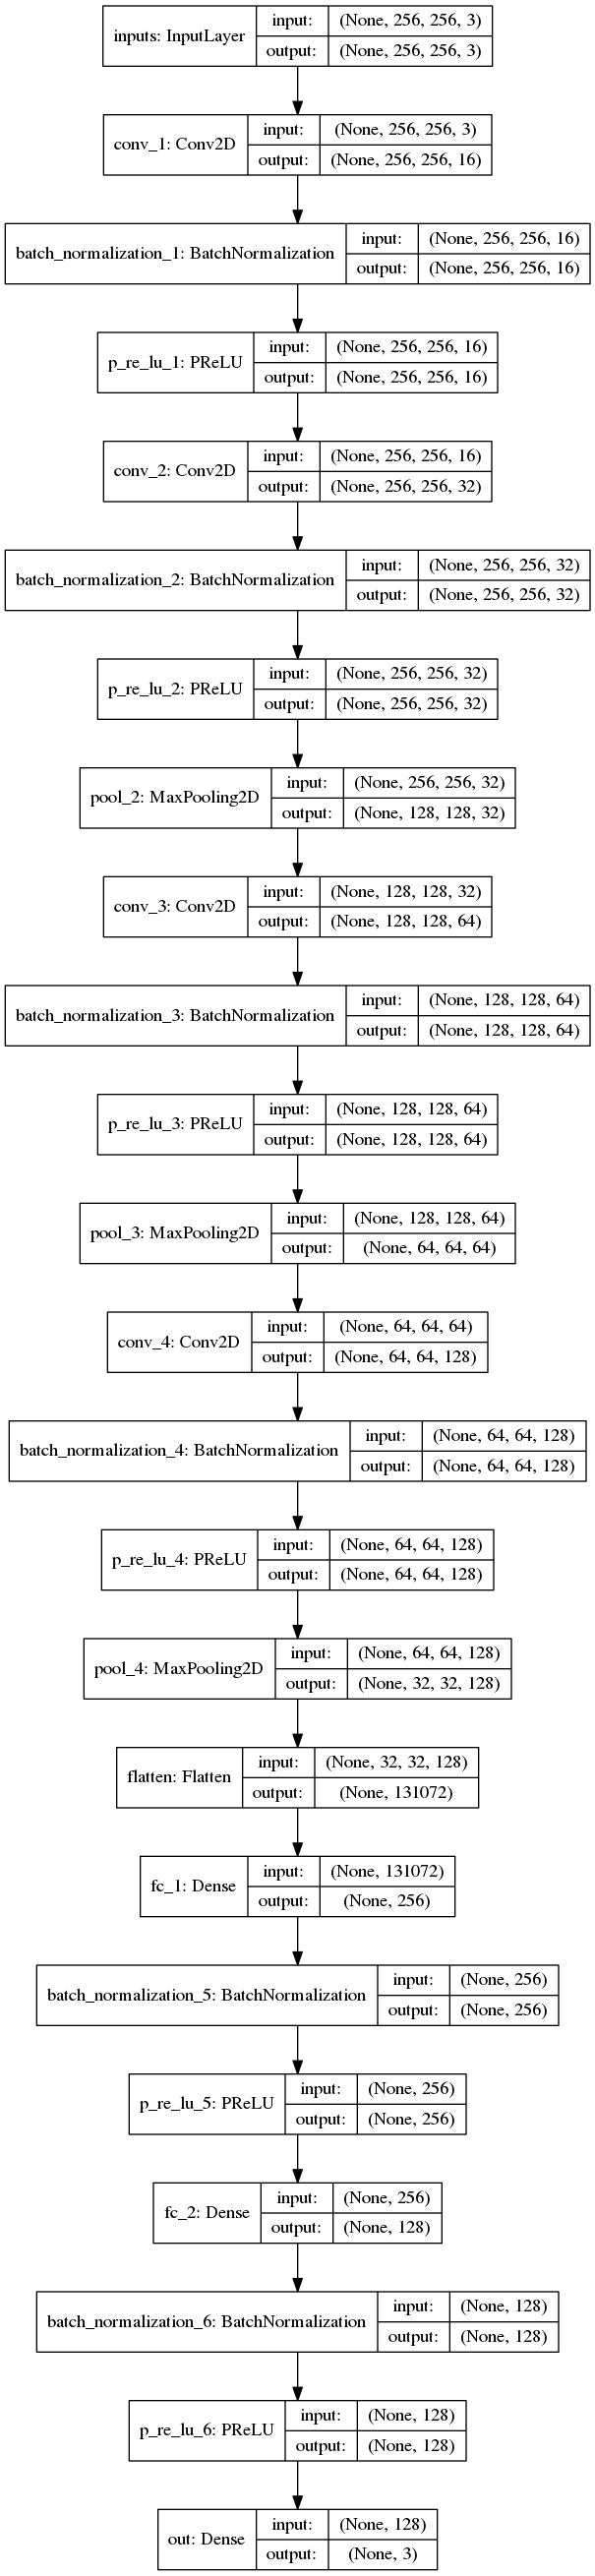 inputs: InputLayer
input: (None, 256, 256, 3)
output: (None, 256, 256, 3)
conv_1: Conv2D
input: (None, 256, 256, 3)
output: (None, 256, 256, 16)
batch_normalization_1: BatchNormalization
input: (None, 256, 256, 16)
output: (None, 256, 256, 16)
p_re_lu_1: PReLU
input: (None, 256, 256, 16)
output: (None, 256, 256, 16)
conv_2: Conv2D
input: (None, 256, 256, 16)
output: (None, 256, 256, 32)
batch_normalization_2: BatchNormalization
input: (None, 256, 256, 32)
output: (None, 256, 256, 32)
p_re_lu_2: PReLU
input: (None, 256, 256, 32)
output: (None, 256, 256, 32)
pool_2: MaxPooling2D
input: (None, 256, 256, 32)
output: (None, 128, 128, 32)
conv_3: Conv2D
input: (None, 128, 128, 32)
output: (None, 128, 128, 64)
batch_normalization_3: BatchNormalization
input: (None, 128, 128, 64)
output: (None, 128, 128, 64)
p_re_lu_3: PReLU
input: (None, 128, 128, 64)
output: (None, 128, 128, 64)
pool_3: MaxPooling2D
input: (None, 128, 128, 64)
output: (None, 64, 64, 64)
conv_4: Conv2D
input: (None, 64, 64, 64)
output: (None, 64, 64, 128)
batch_normalization_4: BatchNormalization
input: (None, 64, 64, 128)
output: (None, 64, 64, 128)
p_re_lu_4: PReLU
input: (None, 64, 64, 128)
output: (None, 64, 64, 128)
pool_4: MaxPooling2D
input: (None, 64, 64, 128)
output: (None, 32, 32, 128)
flatten: Flatten
input: (None, 32, 32, 128)
output: (None, 131072)
fc_1: Dense
input: (None, 131072)
output: (None, 256)
batch_normalization_5: BatchNormalization
input: (None, 256)
output: (None, 256)
p_re_lu_5: PReLU
input: (None, 256)
output: (None, 256)
fc_2: Dense
input: (None, 256)
output: (None, 128)
batch_normalization_6: BatchNormalization
input: (None, 128)
output: (None, 128)
p_re_lu_6: PReLU
input: (None, 128)
output: (None, 128)
out: Dense
input: (None, 128)
output: (None, 3)